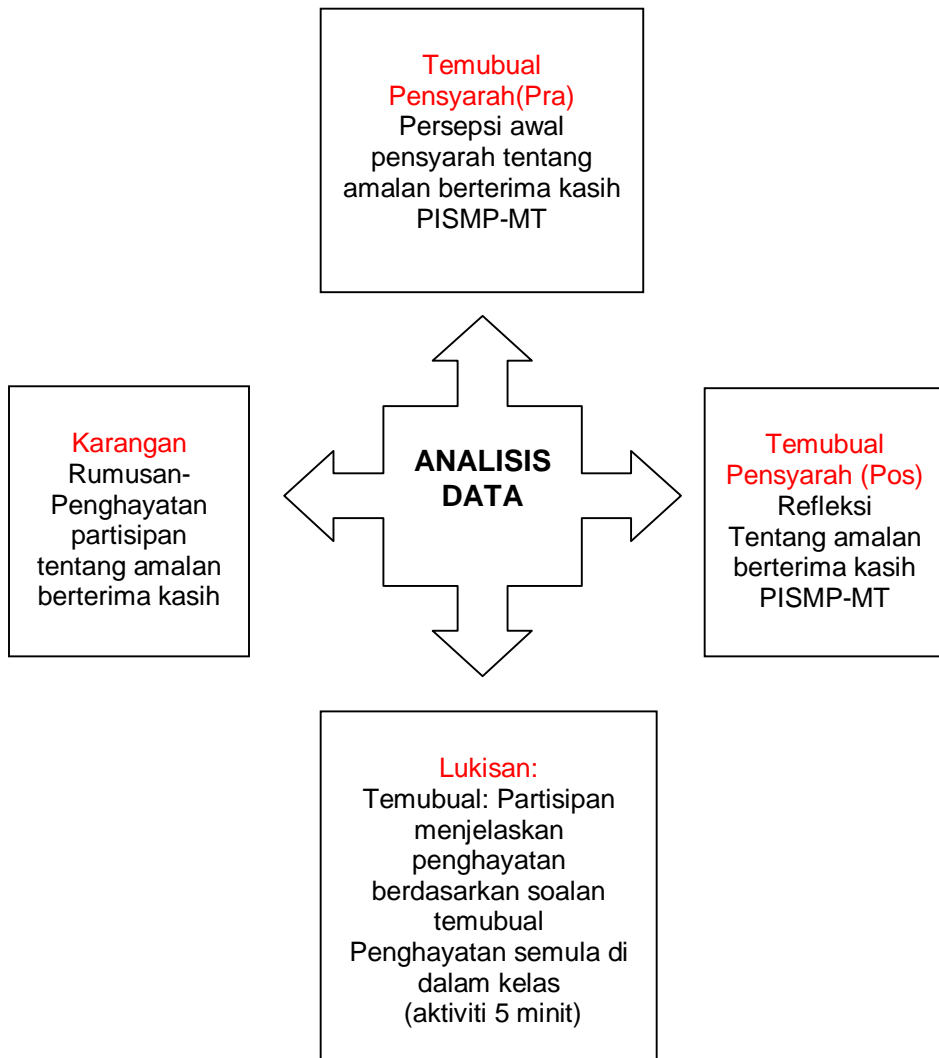 Temubual
Pensyarah(Pra)
Persepsi awal
pensyarah tentang
amalan berterima kasih
PISMP-MT
Karangan
Rumusan-
Penghayatan
partisipan
tentang amalan
berterima kasih
ANALISIS
DATA
Temubual
Pensyarah (Pos)
Refleksi
Tentang amalan
berterima kasih
PISMP-MT
Lukisan:
Temubual: Partisipan
menjelaskan
penghayatan
berdasarkan soalan
temubual
Penghayatan semula di
dalam kelas
(aktiviti 5 minit)